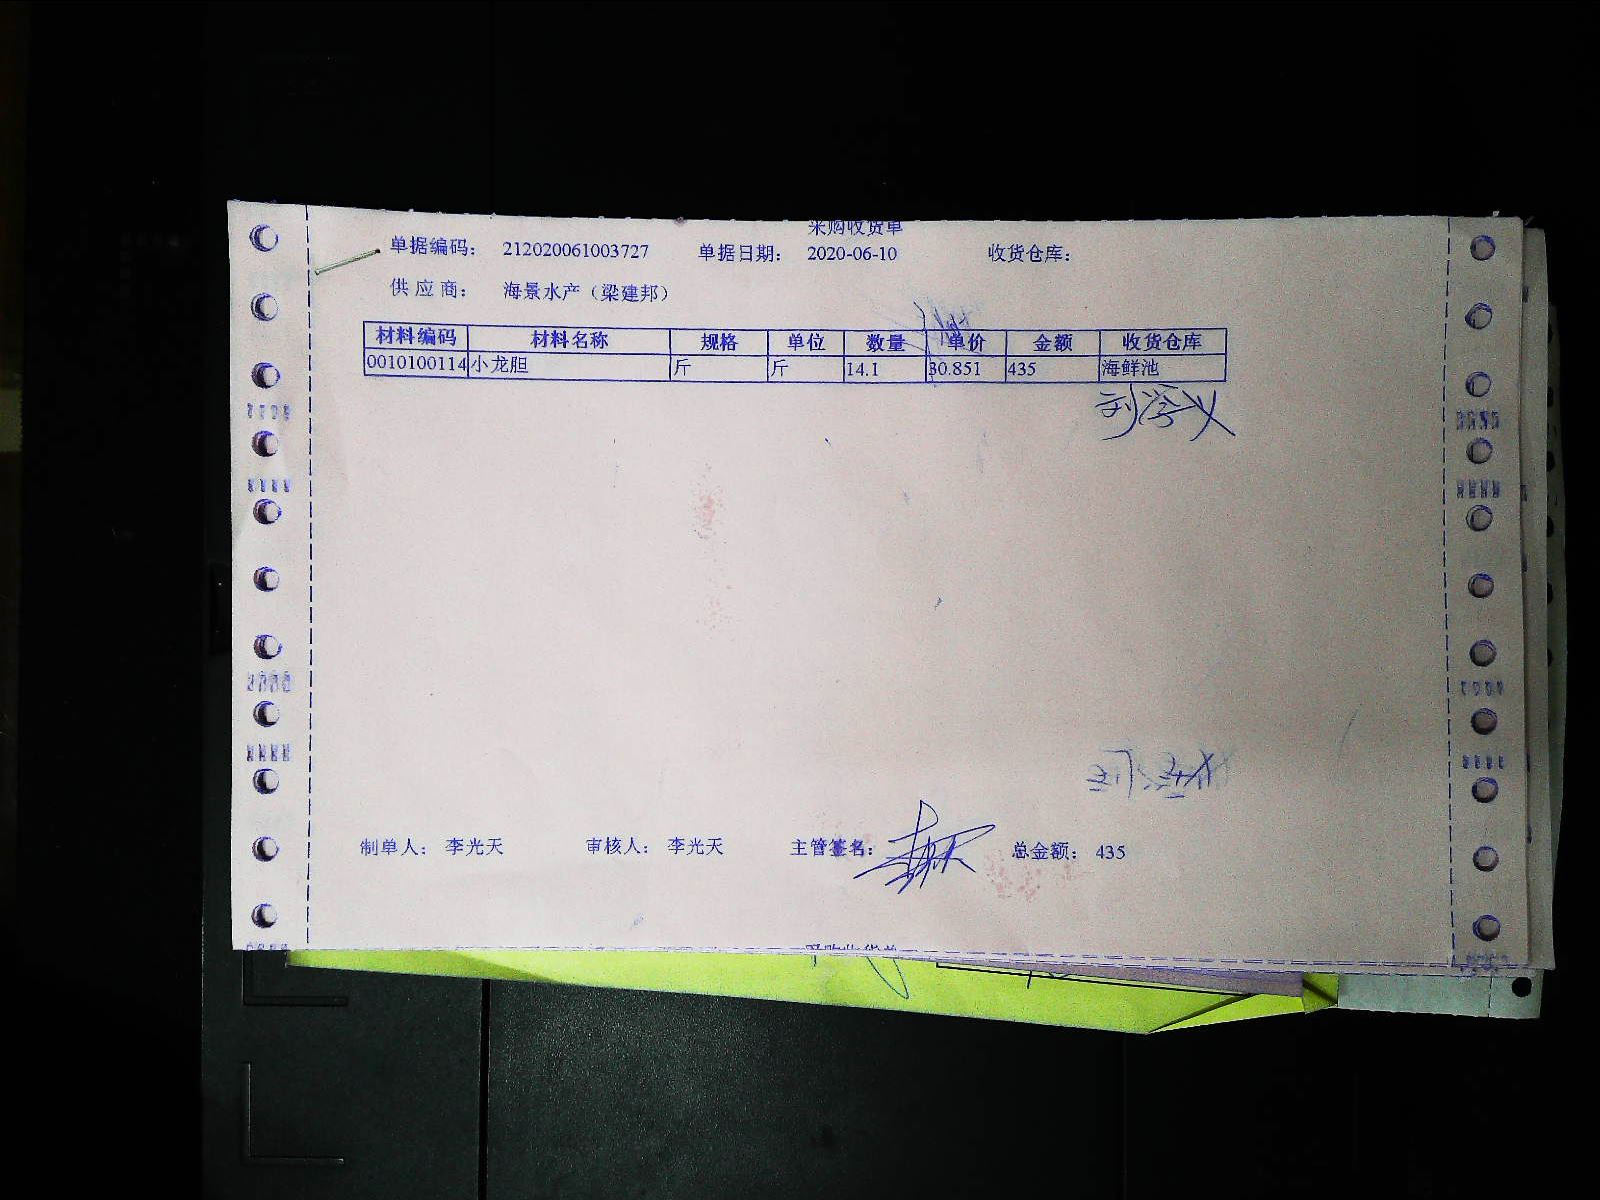 采购收货单
单据编码： 212020061003727 单据日期： 2020-06-10 收货仓库：
供应商： 海景水产（梁建邦）
材料编码 材料名称 规格 单位 数量 单价 金额 收货仓库
0010100114 小龙胆 斤 斤 14.1 30.851 435 海鲜池
制单人： 李光天 审核人： 李光天 主管签名： 总金额： 435